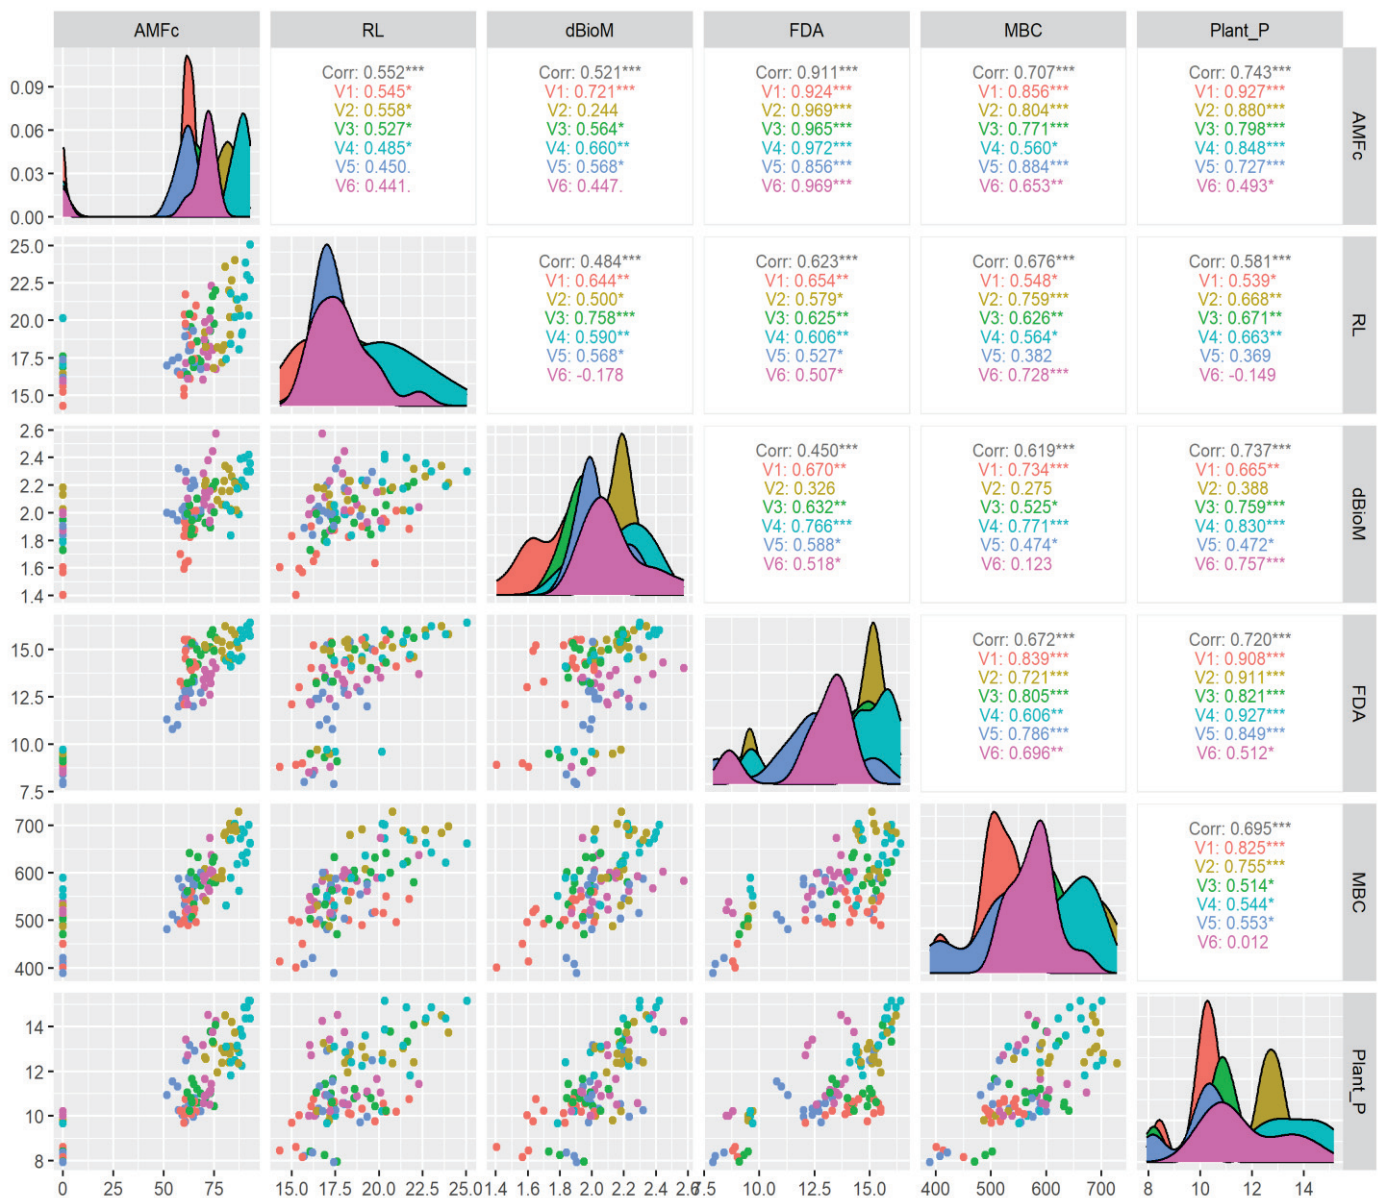 AMFc RL dBioM FDA MBC Plant_P
Corr: 0.552***
V1: 0.545*
V2: 0.558*
V3: 0.527*
V4: 0.485*
V5: 0.450.
V6: 0.441.
Corr: 0.521***
V1: 0.721***
V2: 0.244
V3: 0.564*
V4: 0.660**
V5: 0.568*
V6: 0.447.
Corr: 0.911***
V1: 0.924***
V2: 0.969***
V3: 0.965***
V4: 0.972***
V5: 0.856***
V6: 0.969***
Corr: 0.707***
V1: 0.856***
V2: 0.804***
V3: 0.771***
V4: 0.560*
V5: 0.884***
V6: 0.653**
Corr: 0.743***
V1: 0.927***
V2: 0.880***
V3: 0.798***
V4: 0.848***
V5: 0.727***
V6: 0.493*
AMFc
0.09
0.06
0.03
0.00
Corr: 0.484***
V1: 0.644**
V2: 0.500*
V3: 0.758***
V4: 0.590**
V5: 0.568*
V6: -0.178
Corr: 0.623***
V1: 0.654**
V2: 0.579*
V3: 0.625**
V4: 0.606**
V5: 0.527*
V6: 0.507*
Corr: 0.676***
V1: 0.548*
V2: 0.759***
V3: 0.626**
V4: 0.564*
V5: 0.382
V6: 0.728***
Corr: 0.581***
V1: 0.539*
V2: 0.668**
V3: 0.671**
V4: 0.663**
V5: 0.369
V6: -0.149
RL
25.0
22.5
20.0
17.5
15.0
Corr: 0.450***
V1: 0.670**
V2: 0.326
V3: 0.632**
V4: 0.766***
V5: 0.588*
V6: 0.518*
Corr: 0.619***
V1: 0.734***
V2: 0.275
V3: 0.525*
V4: 0.771***
V5: 0.474*
V6: 0.123
Corr: 0.737***
V1: 0.665**
V2: 0.388
V3: 0.759***
V4: 0.830***
V5: 0.472*
V6: 0.757***
dBioM
2.6
2.4
2.2
2.0
1.8
1.6
1.4
Corr: 0.672***
V1: 0.839***
V2: 0.721***
V3: 0.805***
V4: 0.606**
V5: 0.786***
V6: 0.696**
Corr: 0.720***
V1: 0.908***
V2: 0.911***
V3: 0.821***
V4: 0.927***
V5: 0.849***
V6: 0.512*
FDA
15.0
12.5
10.0
7.5
Corr: 0.695***
V1: 0.825***
V2: 0.755***
V3: 0.514*
V4: 0.544*
V5: 0.553*
V6: 0.012
MBC
700
600
500
400
Plant_P
14
12
10
8
0 25 50 75 15.0 17.5 20.0 22.5 25.0 1.4 1.6 1.8 2.0 2.2 2.4 2.6 7.5 10.0 12.5 15.0 400 500 600 700 8 10 12 14